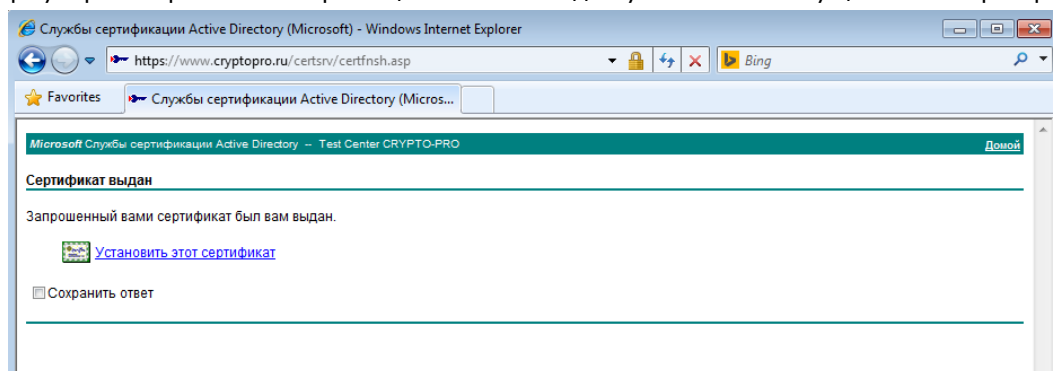 Службы сертификации Active Directory (Microsoft) - Windows Internet Explorer
https://www.cryptopro.ru/certsrv/certfnsh.asp
Bing
Favorites
Службы сертификации Active Directory (Micros...
Microsoft Службы сертификации Active Directory -- Test Center CRYPTO-PRO
Домой
Сертификат выдан
Запрошенный вами сертификат был вам выдан.
Установить этот сертификат
Сохранить ответ